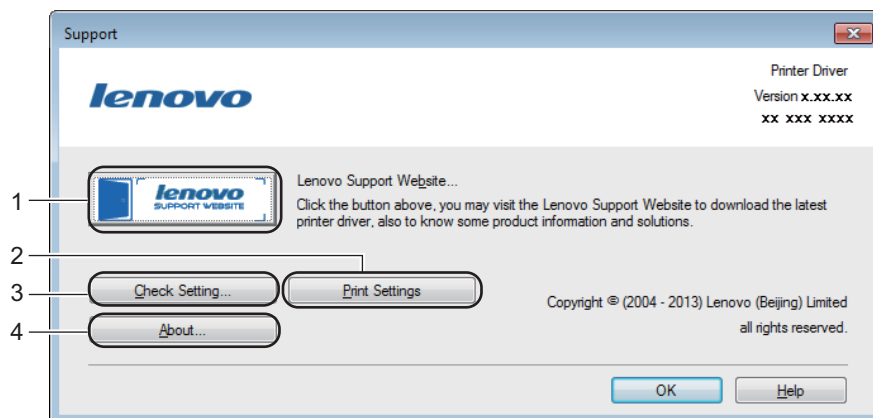 Support
lenovo
Printer Driver
Version x.xx.xx
xx xxx xxxx
1
lenovo
SUPPORT WEBSITE
Lenovo Support Website...
Click the button above, you may visit the Lenovo Support Website to download the latest
printer driver, also to know some product information and solutions.
2
3
Check Setting...
Print Settings
Copyright © (2004 - 2013) Lenovo (Beijing) Limited
all rights reserved.
4
About...
OK
Help